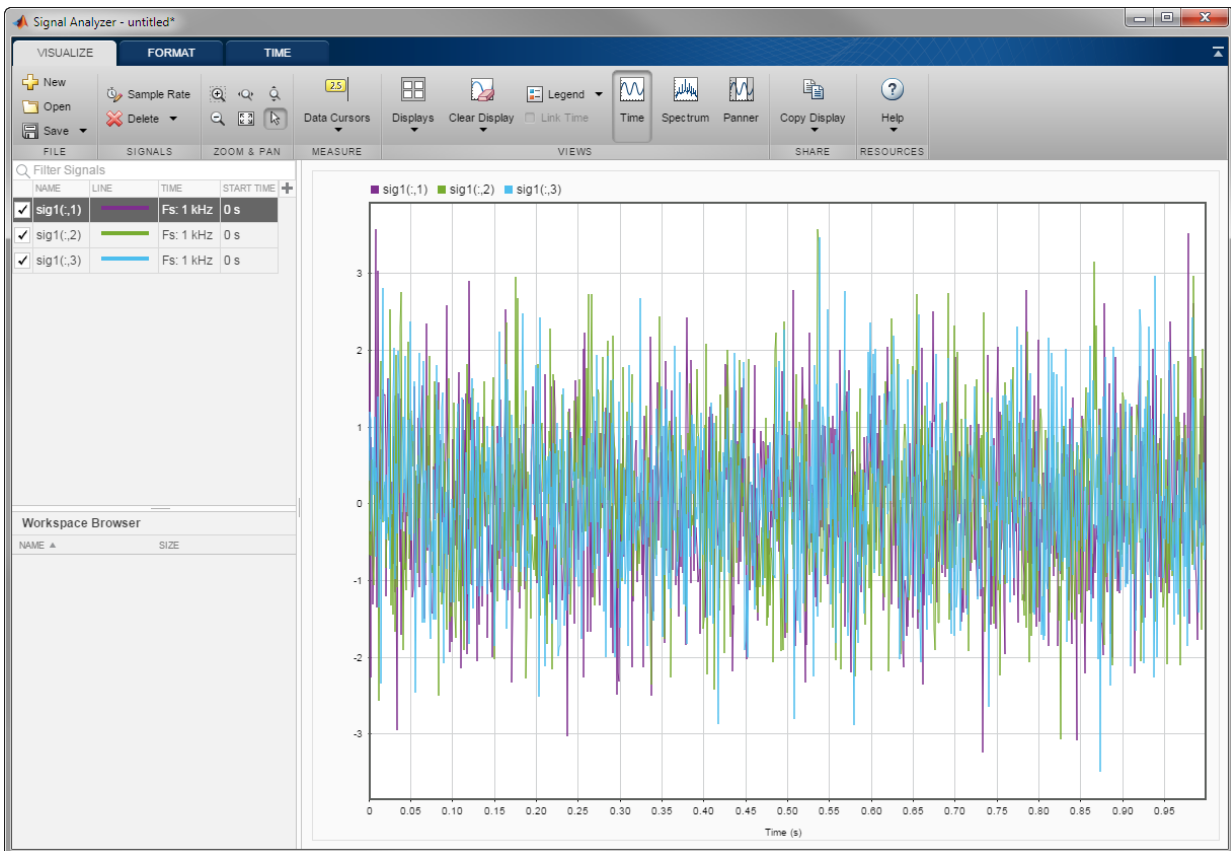 Signal Analyzer - untitled*
VISUALIZE FORMAT TIME
New
Open
Save
FILE
Sample Rate
Delete
SIGNALS
ZOOM & PAN
2.5
Data Cursors
MEASURE
Displays
Clear Display
Legend
Link Time
Time
Spectrum
Panner
VIEWS
Copy Display
SHARE
Help
RESOURCES
Filter Signals
NAME LINE TIME START TIME
sig1(:,1) Fs: 1 kHz 0 s
sig1(:,2) Fs: 1 kHz 0 s
sig1(:,3) Fs: 1 kHz 0 s
Workspace Browser
NAME SIZE
sig1(:,1) sig1(:,2) sig1(:,3)
3
2
1
0
-1
-2
-3
0 0.05 0.10 0.15 0.20 0.25 0.30 0.35 0.40 0.45 0.50 0.55 0.60 0.65 0.70 0.75 0.80 0.85 0.90 0.95
Time (s)